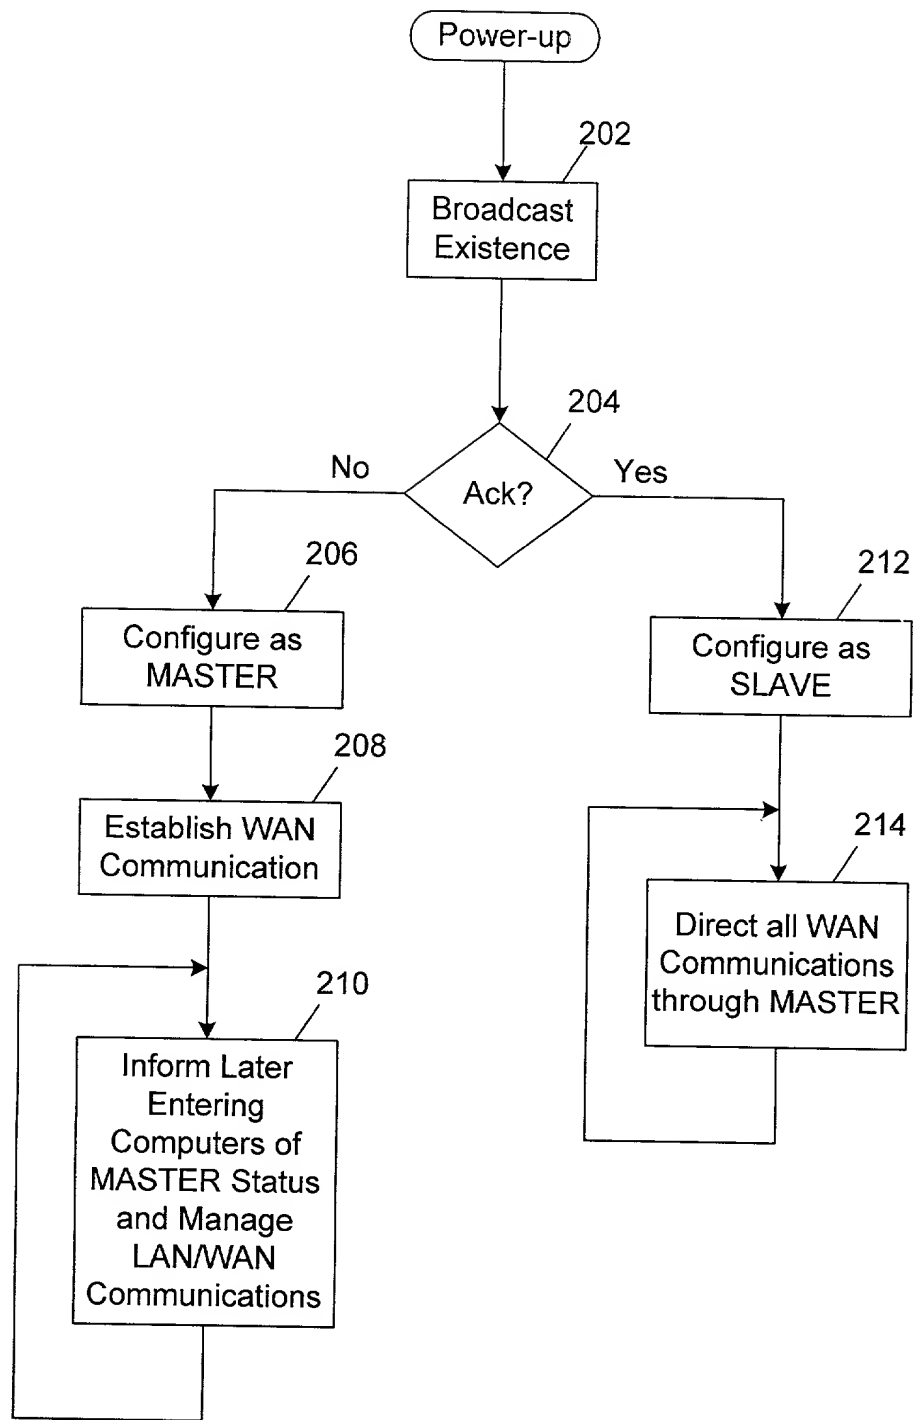 Power-up
202
Broadcast
Existence
204
No
Yes
Ack?
206
212
Configure as
MASTER
Configure as
SLAVE
208
Establish WAN
Communication
214
Direct all WAN
Communications
through MASTER
210
Inform Later
Entering
Computers of
MASTER Status
and Manage
LAN/WAN
Communications